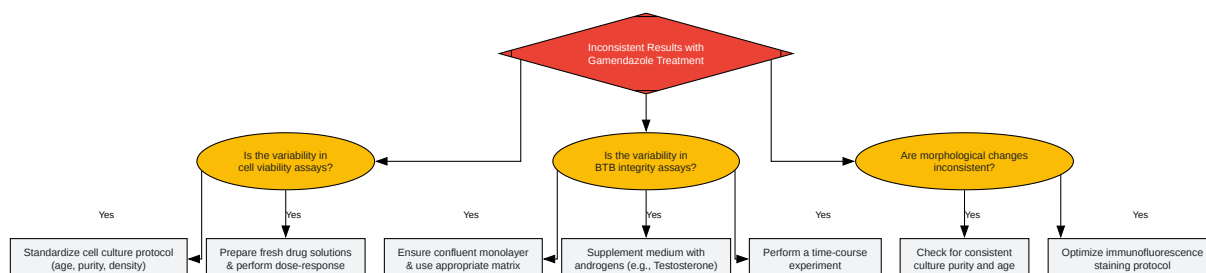 Inconsistent Results with
Gamendazole Treatment
Is the variability in
cell viability assays?
Is the variability in
BTB integrity assays?
Are morphological changes
inconsistent?
Yes
Yes
Yes
Yes
Yes
Yes
Yes
Standardize cell culture protocol
(age, purity, density)
Prepare fresh drug solutions
& perform dose-response
Ensure confluent monolayer
& use appropriate matrix
Supplement medium with
androgens (e.g., Testosterone)
Perform a time-course
experiment
Check for consistent
culture purity and age
Optimize immunofluorescence
staining protocol